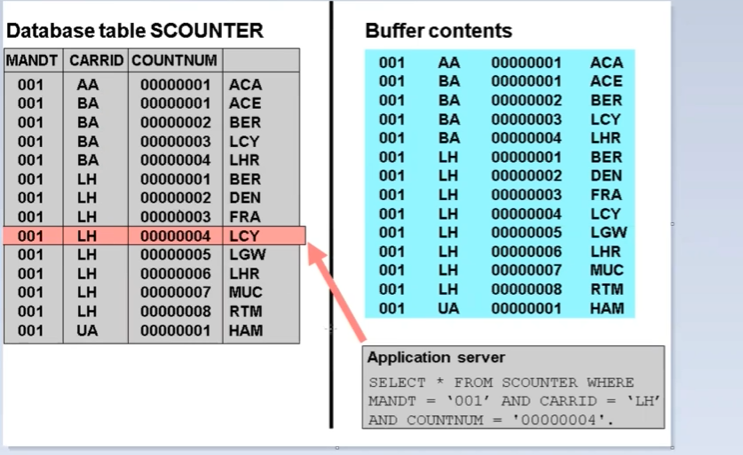 Database table SCOUNTER
MANDT CARRID COUNTNUM
001 AA 00000001 ACA
001 BA 00000001 ACE
001 BA 00000002 BER
001 BA 00000003 LCY
001 BA 00000004 LHR
001 LH 00000001 BER
001 LH 00000002 DEN
001 LH 00000003 FRA
001 LH 00000004 LCY
001 LH 00000005 LGW
001 LH 00000006 LHR
001 LH 00000007 MUC
001 LH 00000008 RTM
001 UA 00000001 HAM
Buffer contents
001 AA 00000001 ACA
001 BA 00000001 ACE
001 BA 00000002 BER
001 BA 00000003 LCY
001 BA 00000004 LHR
001 LH 00000001 BER
001 LH 00000002 DEN
001 LH 00000003 FRA
001 LH 00000004 LCY
001 LH 00000005 LGW
001 LH 00000006 LHR
001 LH 00000007 MUC
001 LH 00000008 RTM
001 UA 00000001 HAM
Application server
SELECT * FROM SCOUNTER WHERE
MANDT = ‘001’ AND CARRID = ‘LH’
AND COUNTNUM = '00000004'.